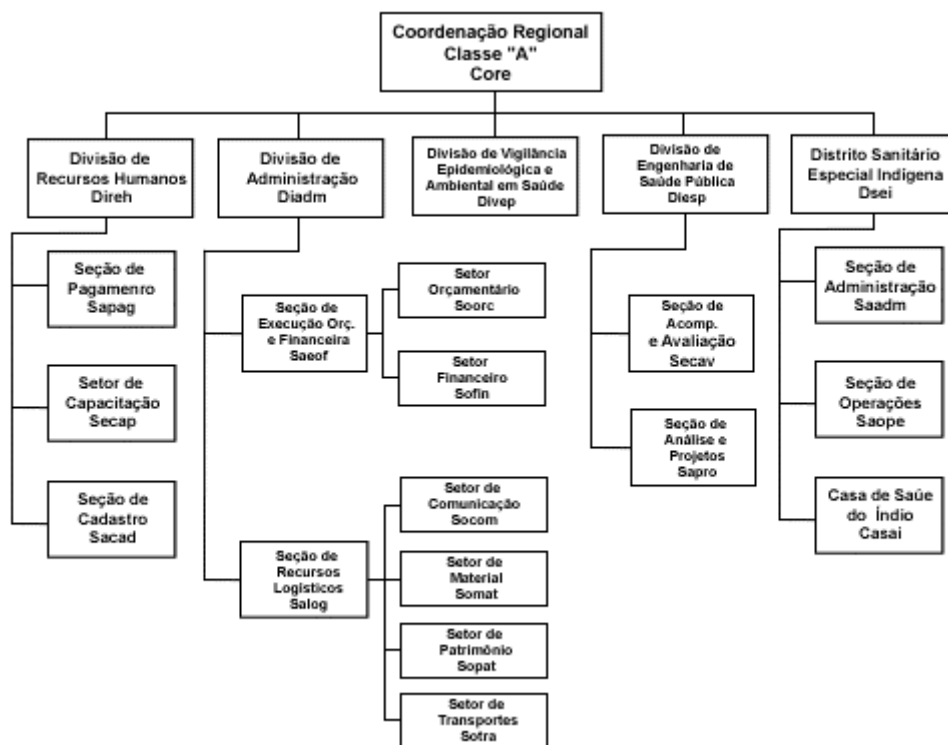 Coordenação Regional
Classe "A"
Core
Divisão de
Recursos Humanos
Direh
Divisão de
Administração
Diadm
Divisão de Vigilância
Epidemiológica e
Ambiental em Saúde
Divep
Divisão de
Engenharia de
Saúde Pública
Diesp
Distrito Sanitário
Especial Indígena
Dsei
Seção de
Pagamenro
Sapag
Setor de
Capacitação
Secap
Seção de
Cadastro
Sacad
Seção de
Execução Orç.
e Financeira
Saeof
Setor
Orçamentário
Soorc
Setor
Financeiro
Sofin
Seção de
Recursos
Logísticos
Salog
Setor de
Comunicação
Socom
Setor de
Material
Somat
Setor de
Patrimônio
Sopat
Setor de
Transportes
Sotra
Seção de
Acomp.
e Avaliação
Secav
Seção de
Análise e
Projetos
Sapro
Seção de
Administração
Saadm
Seção de
Operações
Saope
Casa de Saúe
do Índio
Casai